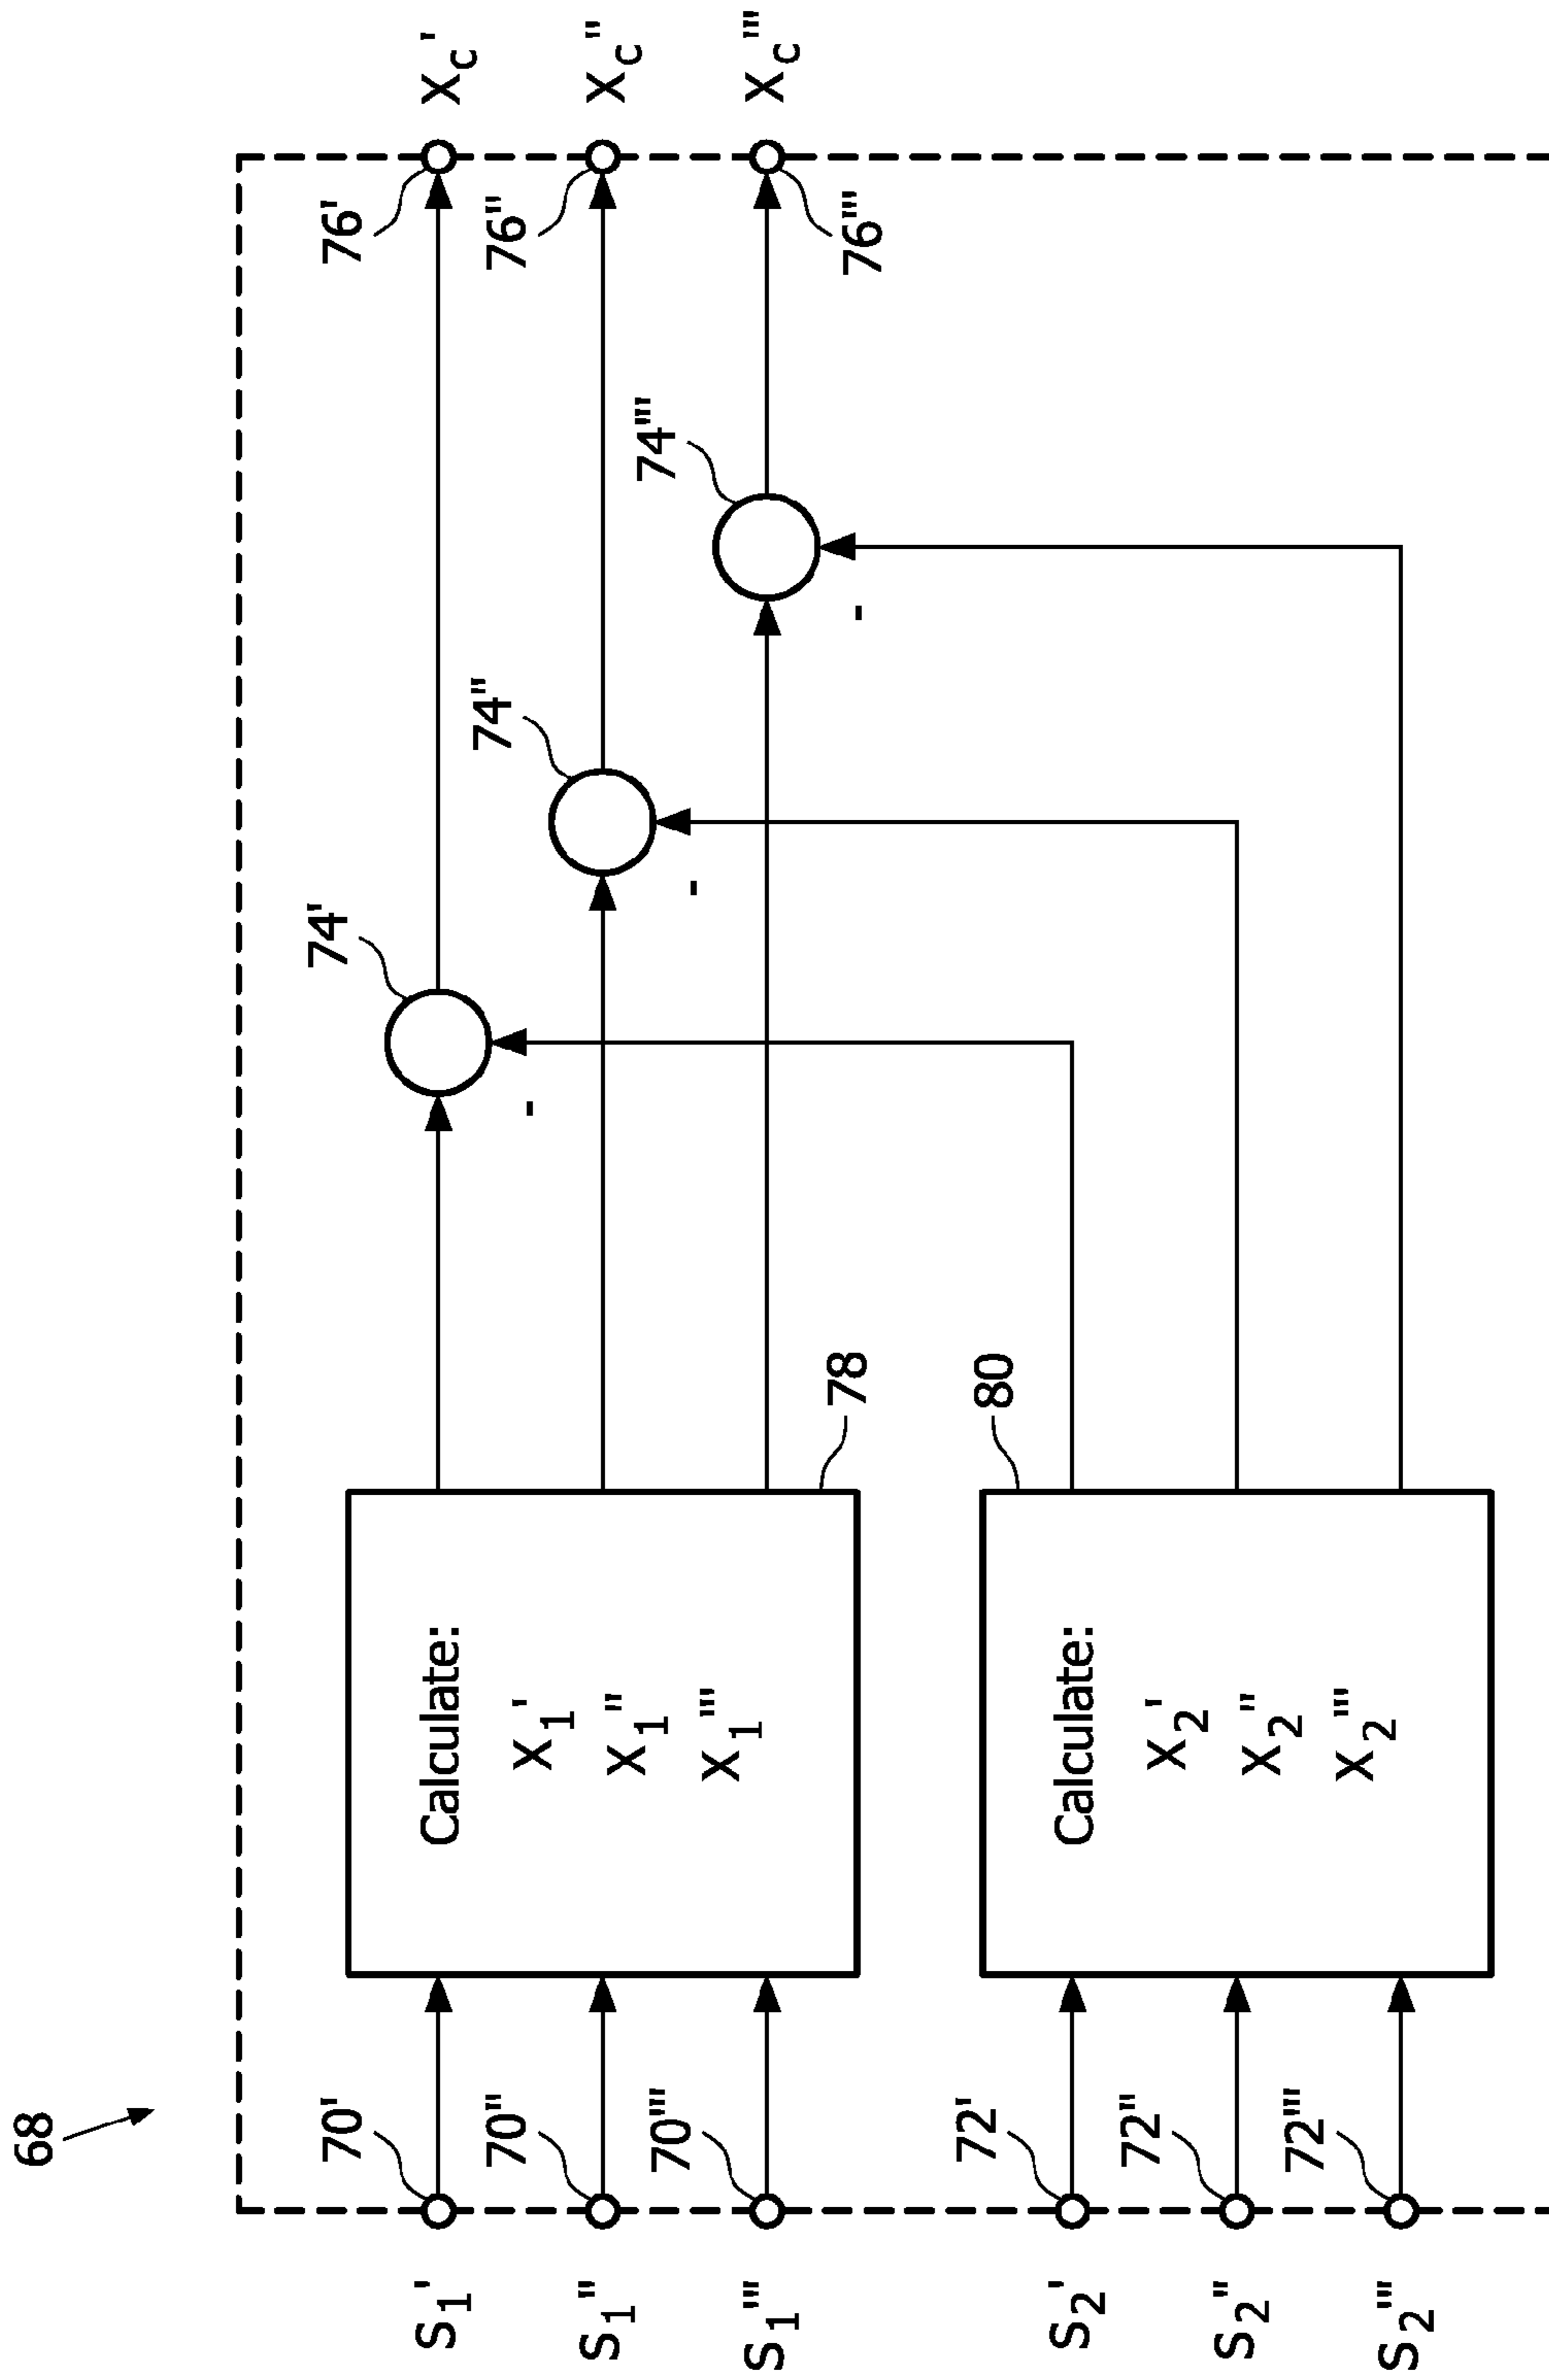 68
S1' 70'
S1'' 70''
S1''' 70'''
S2' 72'
S2'' 72''
S2''' 72'''
Calculate:
X1'
X1''
X1'''
78
Calculate:
X2'
X2''
X2'''
80
74'
-
74''
-
74'''
-
76' Xc'
76'' Xc''
76''' Xc'''